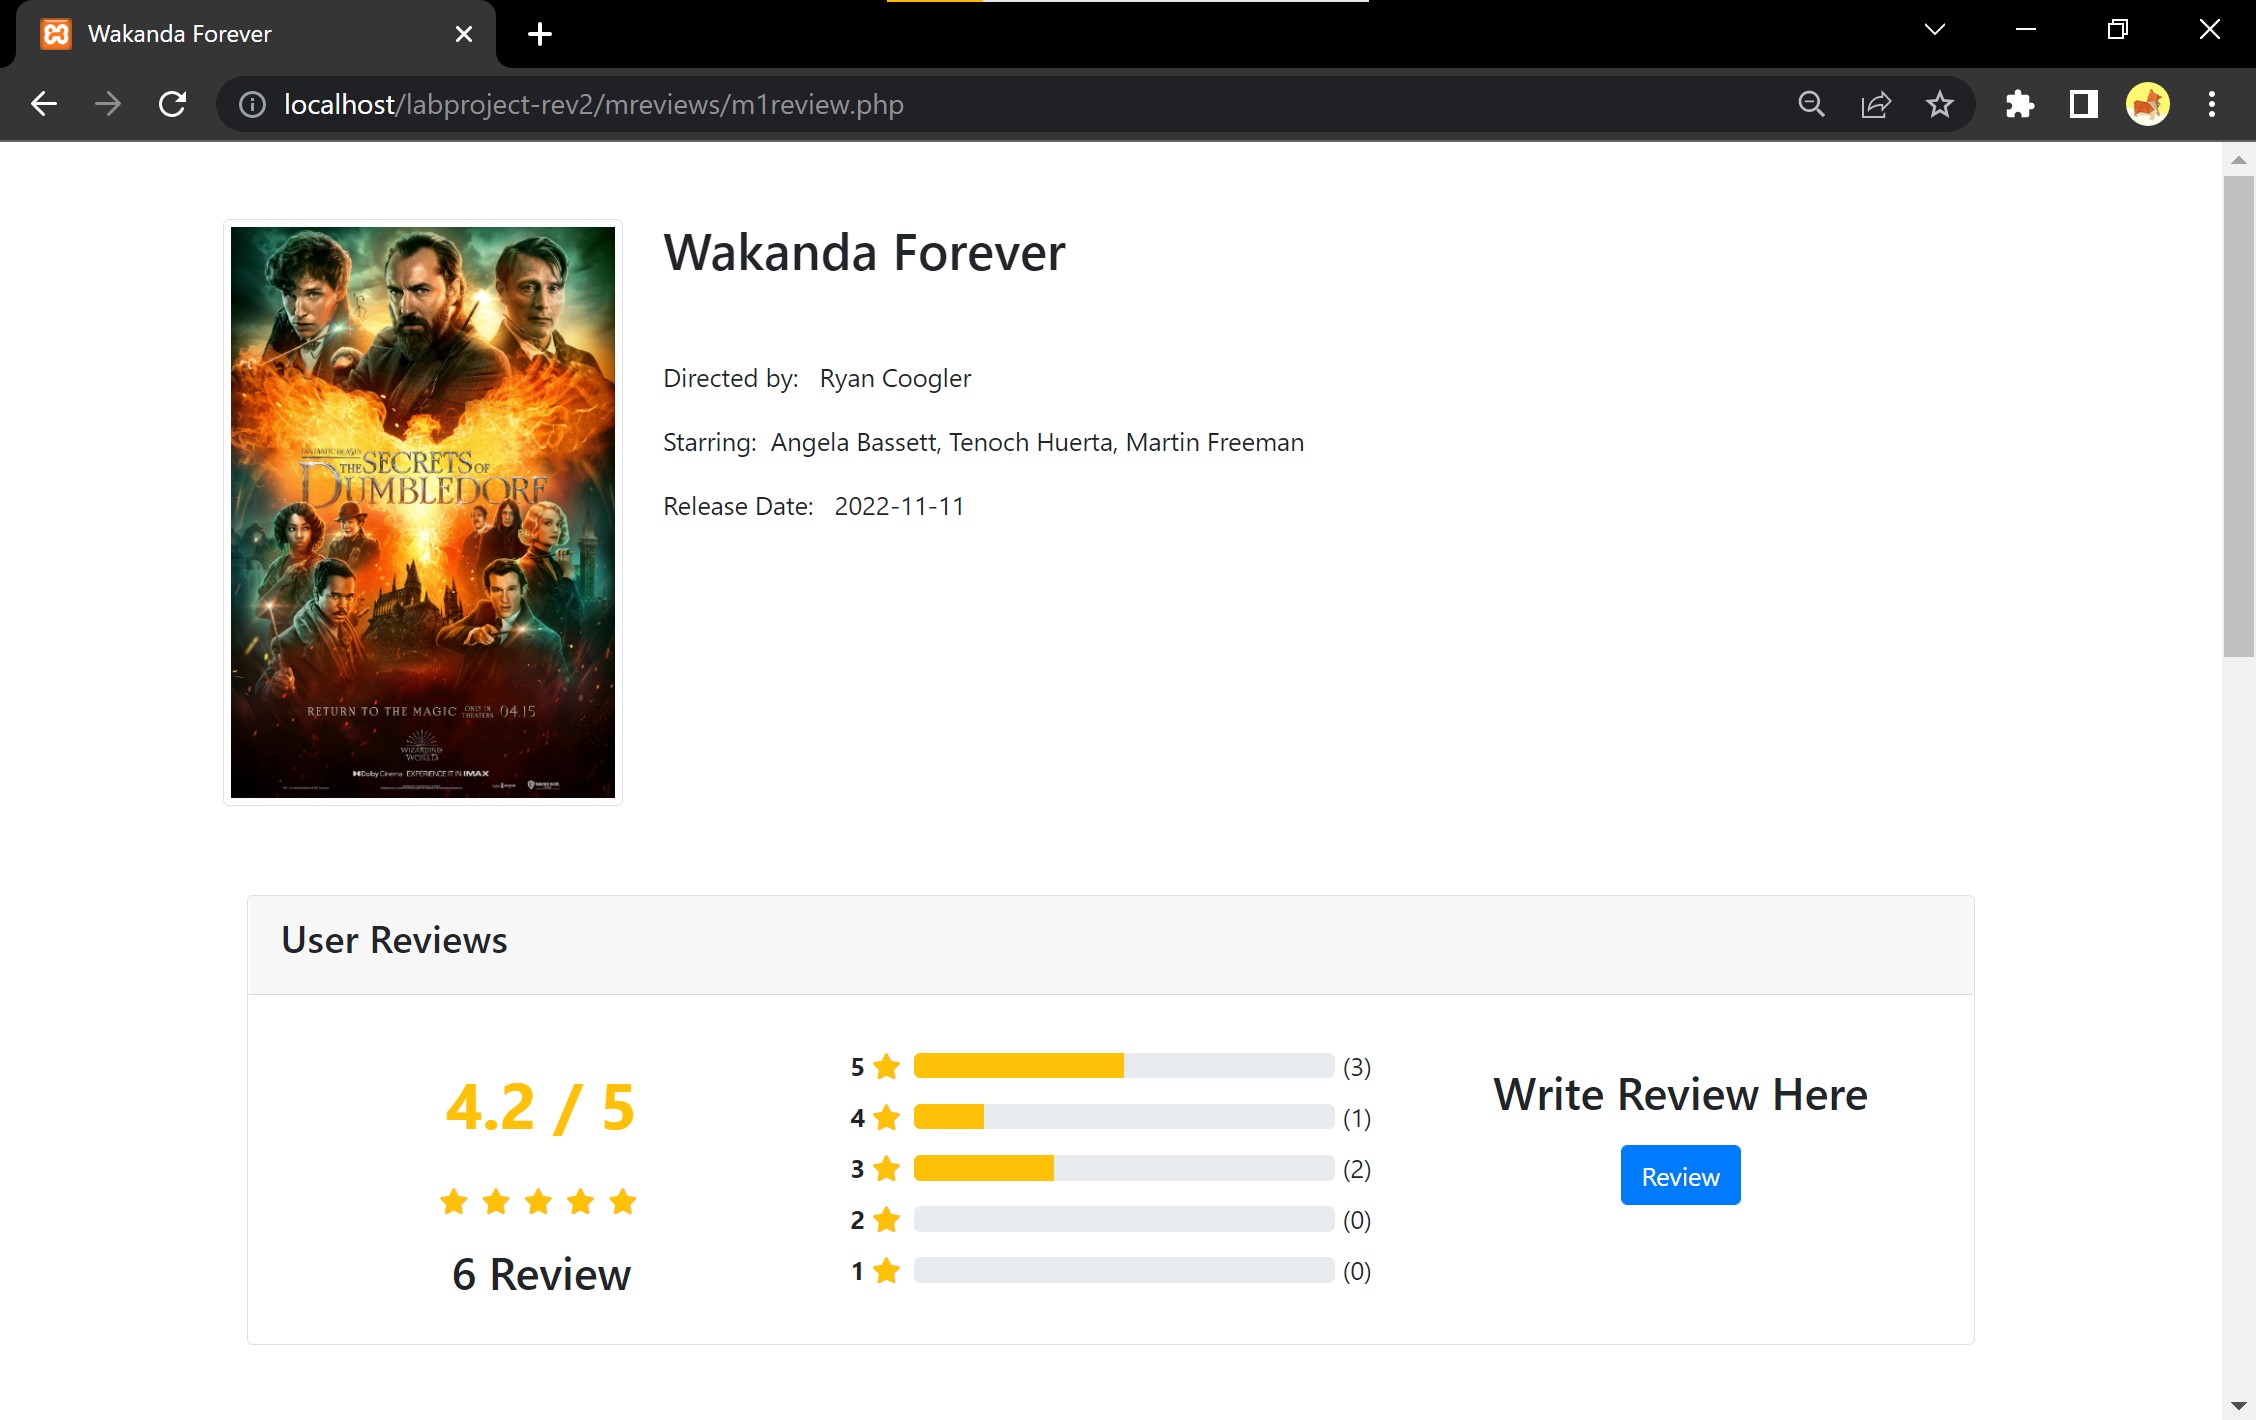 Wakanda Forever
localhost/labproject-rev2/mreviews/m1review.php
Wakanda Forever
Directed by: Ryan Coogler
Starring: Angela Bassett, Tenoch Huerta, Martin Freeman
Release Date: 2022-11-11
FANTASTIC BEASTS
THE SECRETS OF
DUMBLEDORE
RETURN TO THE MAGIC ONLY IN THEATERS 04.15
WIZARDING
WORLD
Dolby Cinema EXPERIENCE IT IN IMAX
User Reviews
4.2 / 5
6 Review
5 (3)
4 (1)
3 (2)
2 (0)
1 (0)
Write Review Here
Review